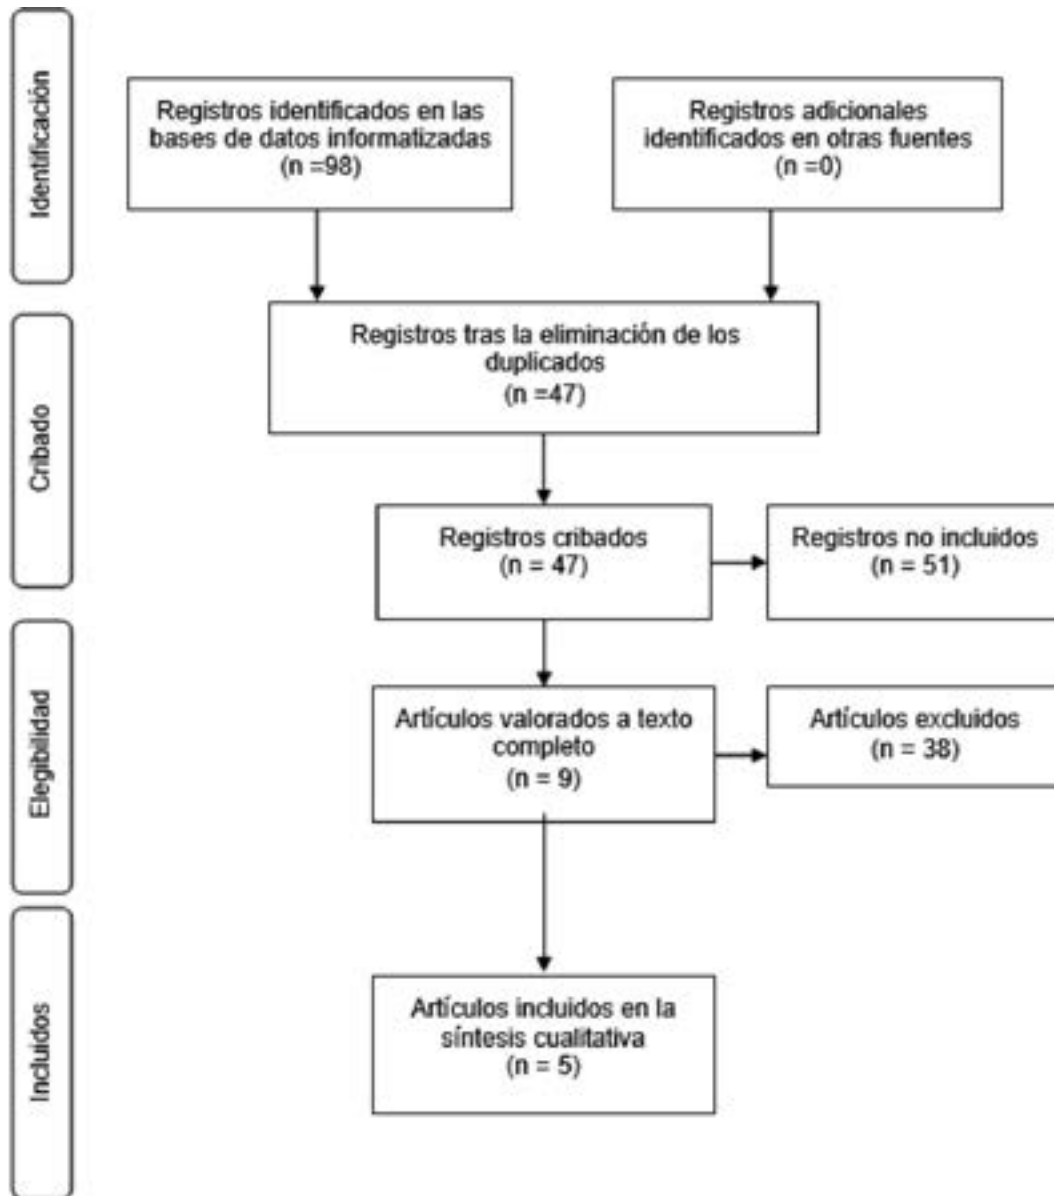 Identificación
Registros identificados en las
bases de datos informatizadas
(n =98)
Registros adicionales
identificados en otras fuentes
(n =0)
Cribado
Registros tras la eliminación de los
duplicados
(n =47)
Registros cribados
(n = 47)
Registros no incluidos
(n = 51)
Elegibilidad
Artículos valorados a texto
completo
(n = 9)
Artículos excluidos
(n = 38)
Incluidos
Artículos incluidos en la
síntesis cualitativa
(n = 5)